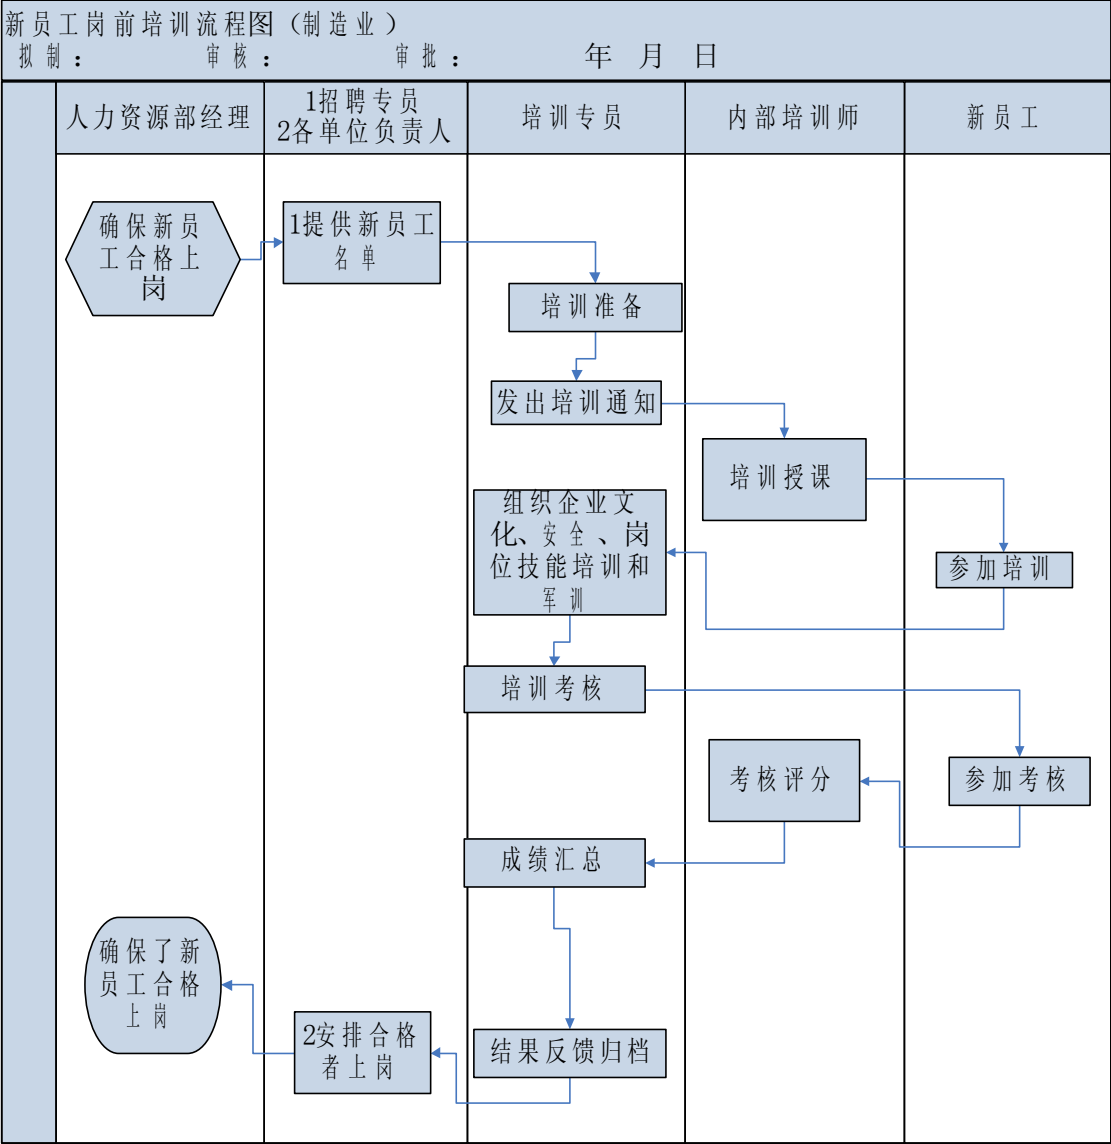 新员工岗前培训流程图（制造业）
拟制： 审核： 审批： 年 月 日
人力资源部经理
1招聘专员
2各单位负责人
培训专员
内部培训师
新员工
确保新员
工合格上
岗
1提供新员工
名单
培训准备
发出培训通知
培训授课
组织企业文
化、安全、岗
位技能培训和
军训
参加培训
培训考核
考核评分
参加考核
成绩汇总
确保了新
员工合格
上岗
2安排合格
者上岗
结果反馈归档